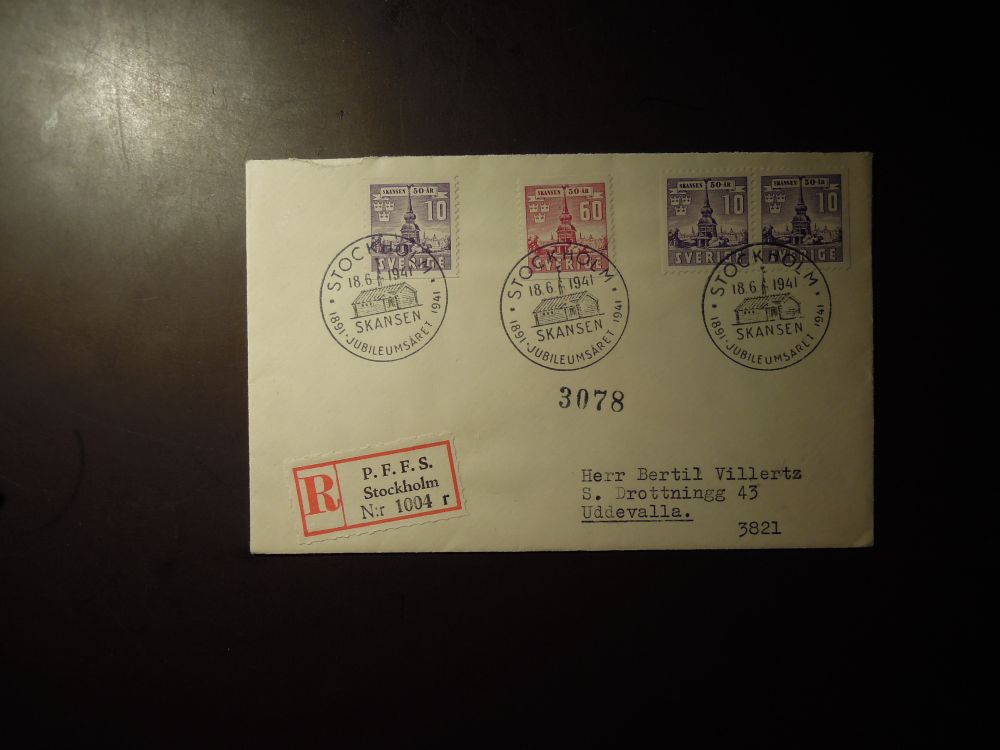 SKANSEN 50 ÅR
10
SVERIGE
SKANSEN 50 ÅR
60
SVERIGE
SKANSEN 50 ÅR
10
SVERIGE
SKANSEN 50 ÅR
10
SVERIGE
STOCKHOLM
18.6 1941
SKANSEN
1891 · JUBILEUMSÅRET 1941
STOCKHOLM
18.6 1941
SKANSEN
1891 · JUBILEUMSÅRET 1941
STOCKHOLM
18.6 1941
SKANSEN
1891 · JUBILEUMSÅRET 1941
3078
R
P. F. F. S.
Stockholm
N:r 1004 r
Herr Bertil Villertz
S. Drottningg 43
Uddevalla.
3821